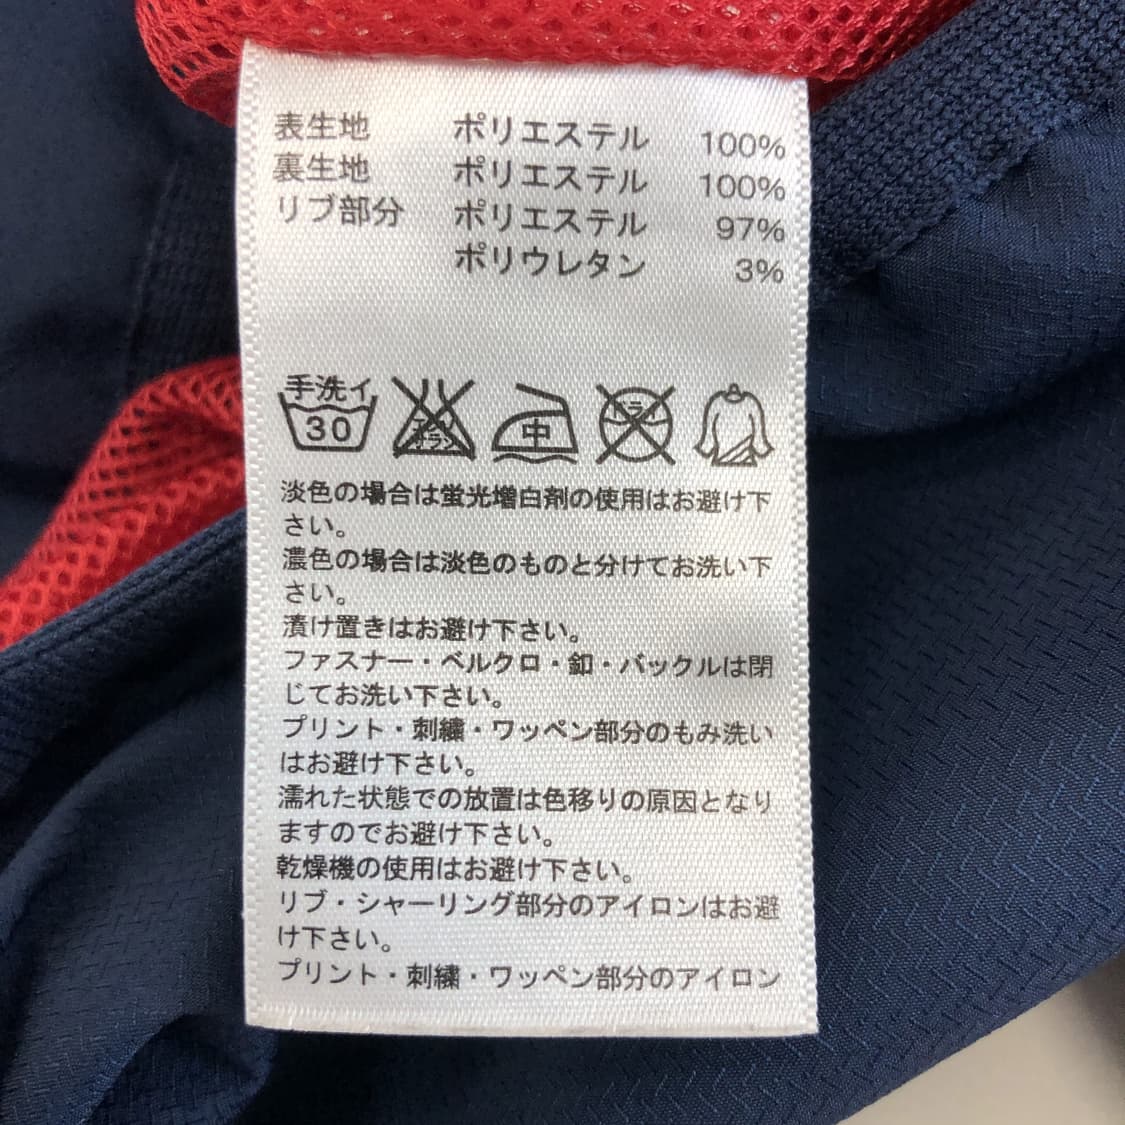 表生地 ポリエステル 100%
裏生地 ポリエステル 100%
リブ部分 ポリエステル 97%
ポリウレタン 3%
手洗イ
30 エンソサラシ 中 ドライ
淡色の場合は蛍光増白剤の使用はお避け下
さい。
濃色の場合は淡色のものと分けてお洗い下
さい。
漬け置きはお避け下さい。
ファスナー・ベルクロ・釦・バックルは閉
じてお洗い下さい。
プリント・刺繍・ワッペン部分のもみ洗い
はお避け下さい。
濡れた状態での放置は色移りの原因となり
ますのでお避け下さい。
乾燥機の使用はお避け下さい。
リブ・シャーリング部分のアイロンはお避
け下さい。
プリント・刺繍・ワッペン部分のアイロン